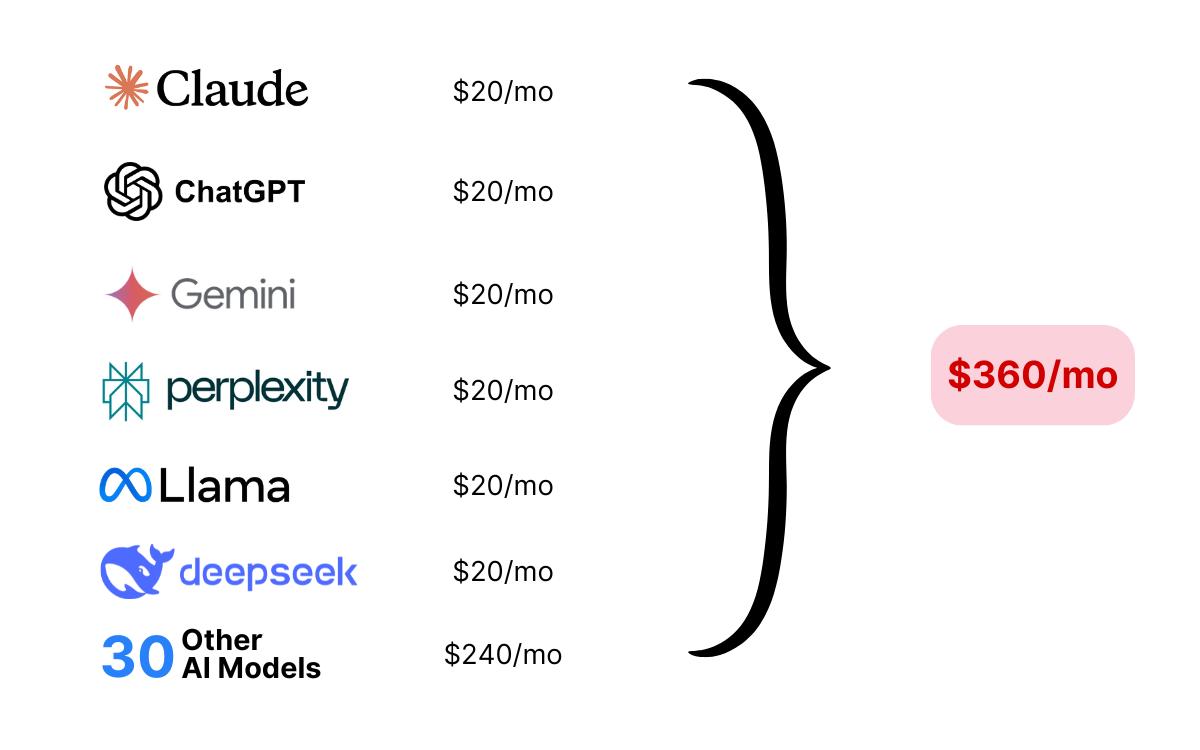 Claude $20/mo
ChatGPT $20/mo
Gemini $20/mo
perplexity $20/mo
$360/mo
Llama $20/mo
deepseek $20/mo
30 Other
AI Models $240/mo